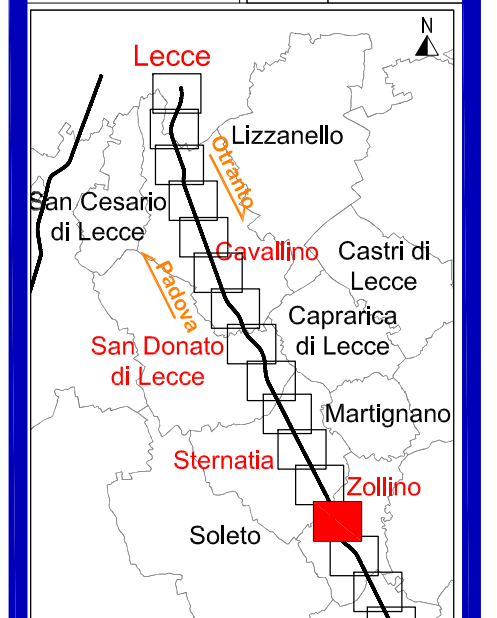 N
Lecce
Lizzanello
Otranto
San Cesario
di Lecce
Cavallino
Castri di
Lecce
Padova
Caprarica
di Lecce
San Donato
di Lecce
Martignano
Sternatia
Zollino
Soleto